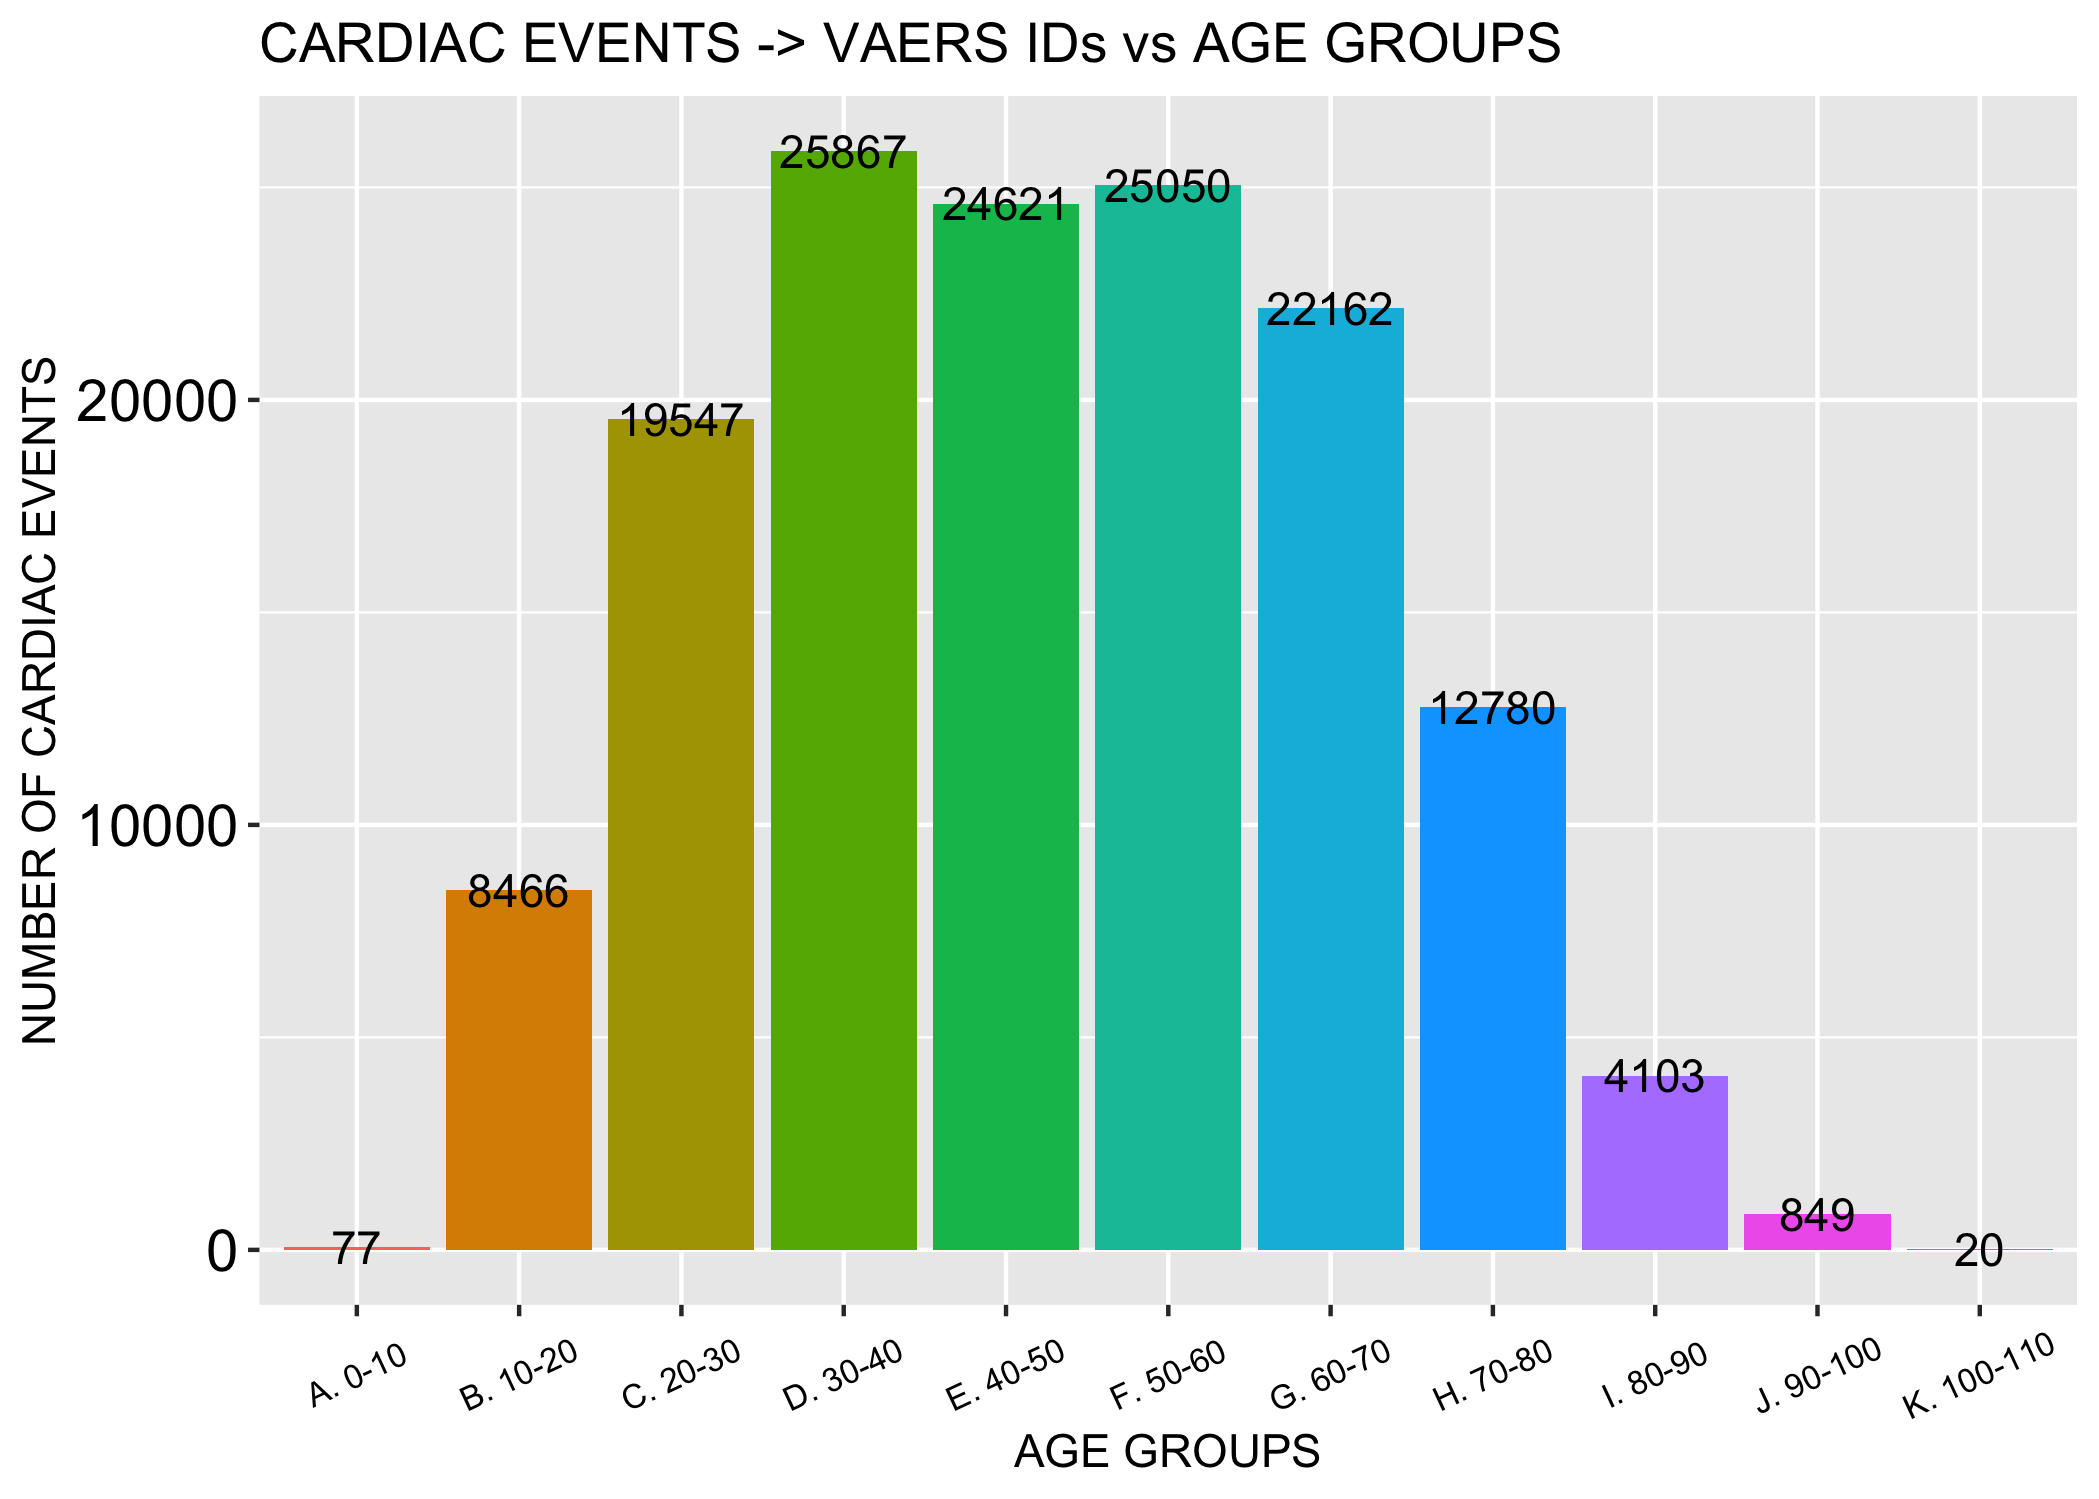 CARDIAC EVENTS -> VAERS IDs vs AGE GROUPS
NUMBER OF CARDIAC EVENTS
20000
10000
0
77
8466
19547
25867
24621
25050
22162
12780
4103
849
20
A. 0-10
B. 10-20
C. 20-30
D. 30-40
E. 40-50
F. 50-60
G. 60-70
H. 70-80
I. 80-90
J. 90-100
K. 100-110
AGE GROUPS